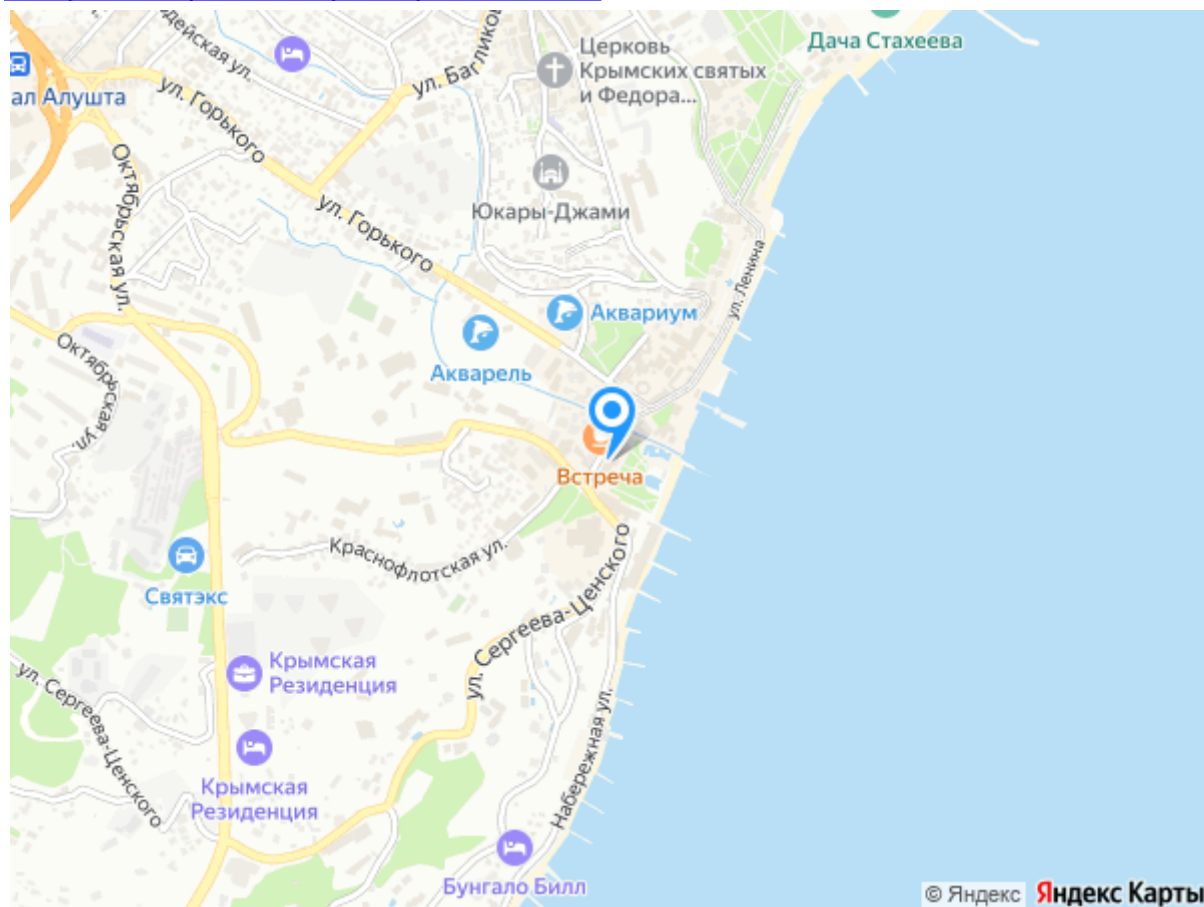 дейская ул.
ул. Багликов
Церковь
Крымских святых
и Федора...
Дача Стахеева
ал Алушта
ул. Горького
Октябрьская ул.
Юкары-Джами
ул. Горького
ул. Ленина
Аквариум
Акварель
Октябрьская ул.
Встреча
Краснофлотская ул.
Святэкс
ул. Сергеева-Ценского
Крымская
Резиденция
ул. Сергеева-Ценского
Крымская
Резиденция
Набережная ул.
Бунгало Билл
© Яндекс Яндекс Карты